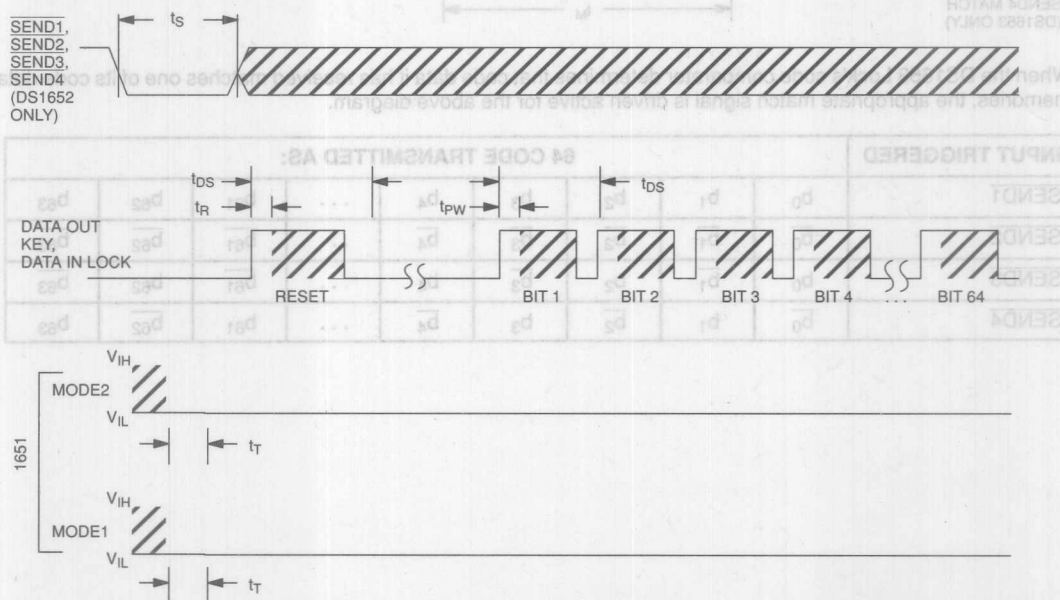 SEND1,
SEND2,
SEND3,
SEND4
(DS1652
ONLY)
tS
tDS
tR
tPW
tDS
DATA OUT
KEY,
DATA IN LOCK
RESET
BIT 1
BIT 2
BIT 3
BIT 4
. . .
BIT 64
1651
VIH
MODE2
VIL
tT
VIH
MODE1
VIL
tT